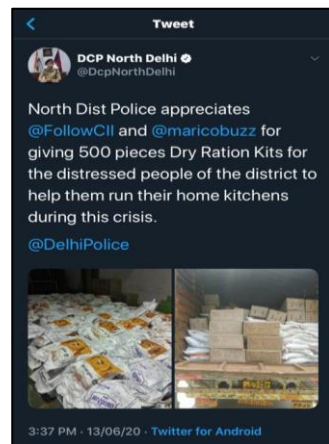 Tweet
DCP North Delhi
@DcpNorthDelhi
North Dist Police appreciates
@FollowCII and @maricobuzz for
giving 500 pieces Dry Ration Kits for
the distressed people of the district to
help them run their home kitchens
during this crisis.
@DelhiPolice
3:37 PM · 13/06/20 · Twitter for Android